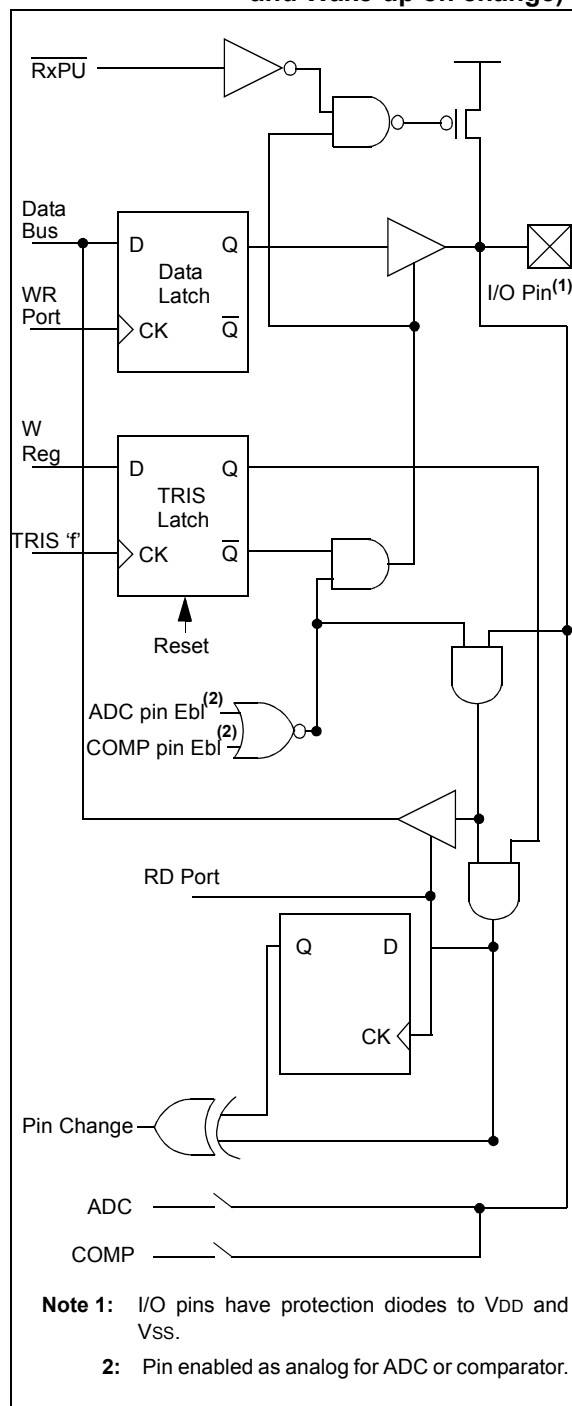 and Wake-up on change)
RxPU
Data
Bus
D
Q
Data
Latch
I/O Pin(1)
WR
Port
CK
Q
W
Reg
D
Q
TRIS
Latch
TRIS 'f'
CK
Q
Reset
ADC pin Ebl(2)
COMP pin Ebl(2)
RD Port
Q
D
CK
Pin Change
ADC
COMP
Note 1: I/O pins have protection diodes to VDD and
VSS.
2: Pin enabled as analog for ADC or comparator.